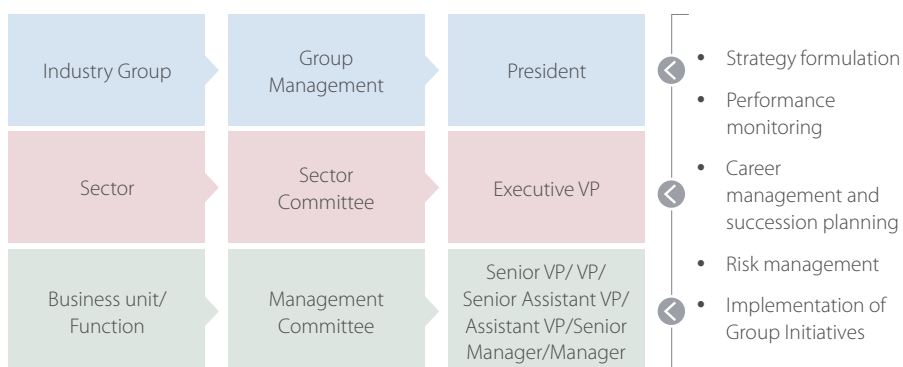 Industry Group
Group
Management
President
Sector
Sector
Committee
Executive VP
Business unit/
Function
Management
Committee
Senior VP/ VP/
Senior Assistant VP/
Assistant VP/Senior
Manager/Manager
• Strategy formulation
• Performance
monitoring
• Career
management and
succession planning
• Risk management
• Implementation of
Group Initiatives